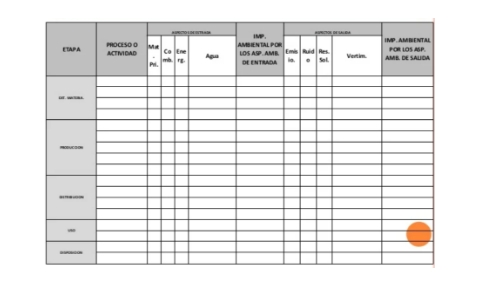 ASPECTOS DE ENTRADA
ASPECTOS DE SALIDA
ETAPA
PROCESO O
ACTIVIDAD
Mat
.
Pri.
Co
mb.
Ene
rg.
Agua
IMP.
AMBIENTAL POR
LOS ASP. AMB.
DE ENTRADA
Emis
io.
Ruid
o
Res.
Sol.
Vertim.
IMP. AMBIENTAL
POR LOS ASP.
AMB. DE SALIDA
EXT. MATERIAL
PRODUCCION
DISTRIBUCION
USO
DISPOSICION